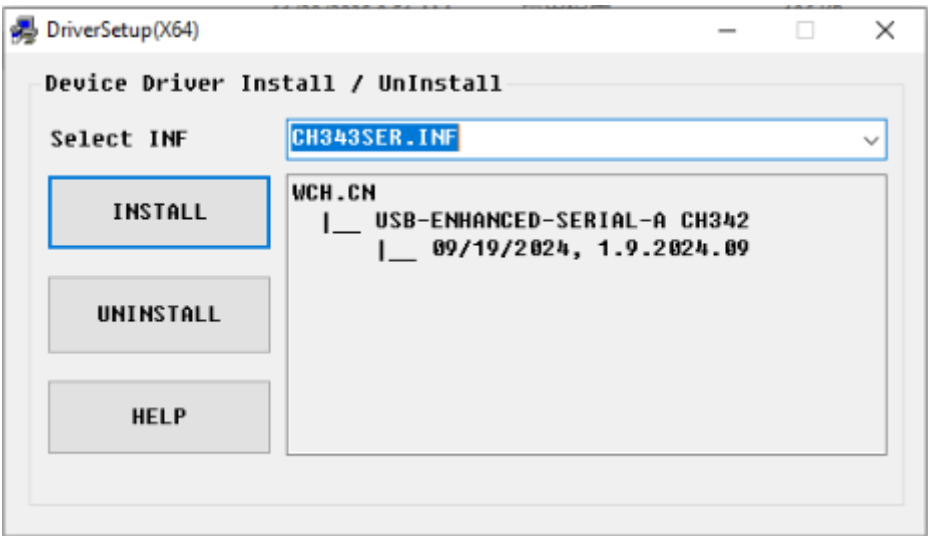 DriverSetup(X64)
Device Driver Install / UnInstall
Select INF
CH343SER.INF
INSTALL
WCH.CN
|__ USB-ENHANCED-SERIAL-A CH342
|__ 09/19/2024, 1.9.2024.09
UNINSTALL
HELP